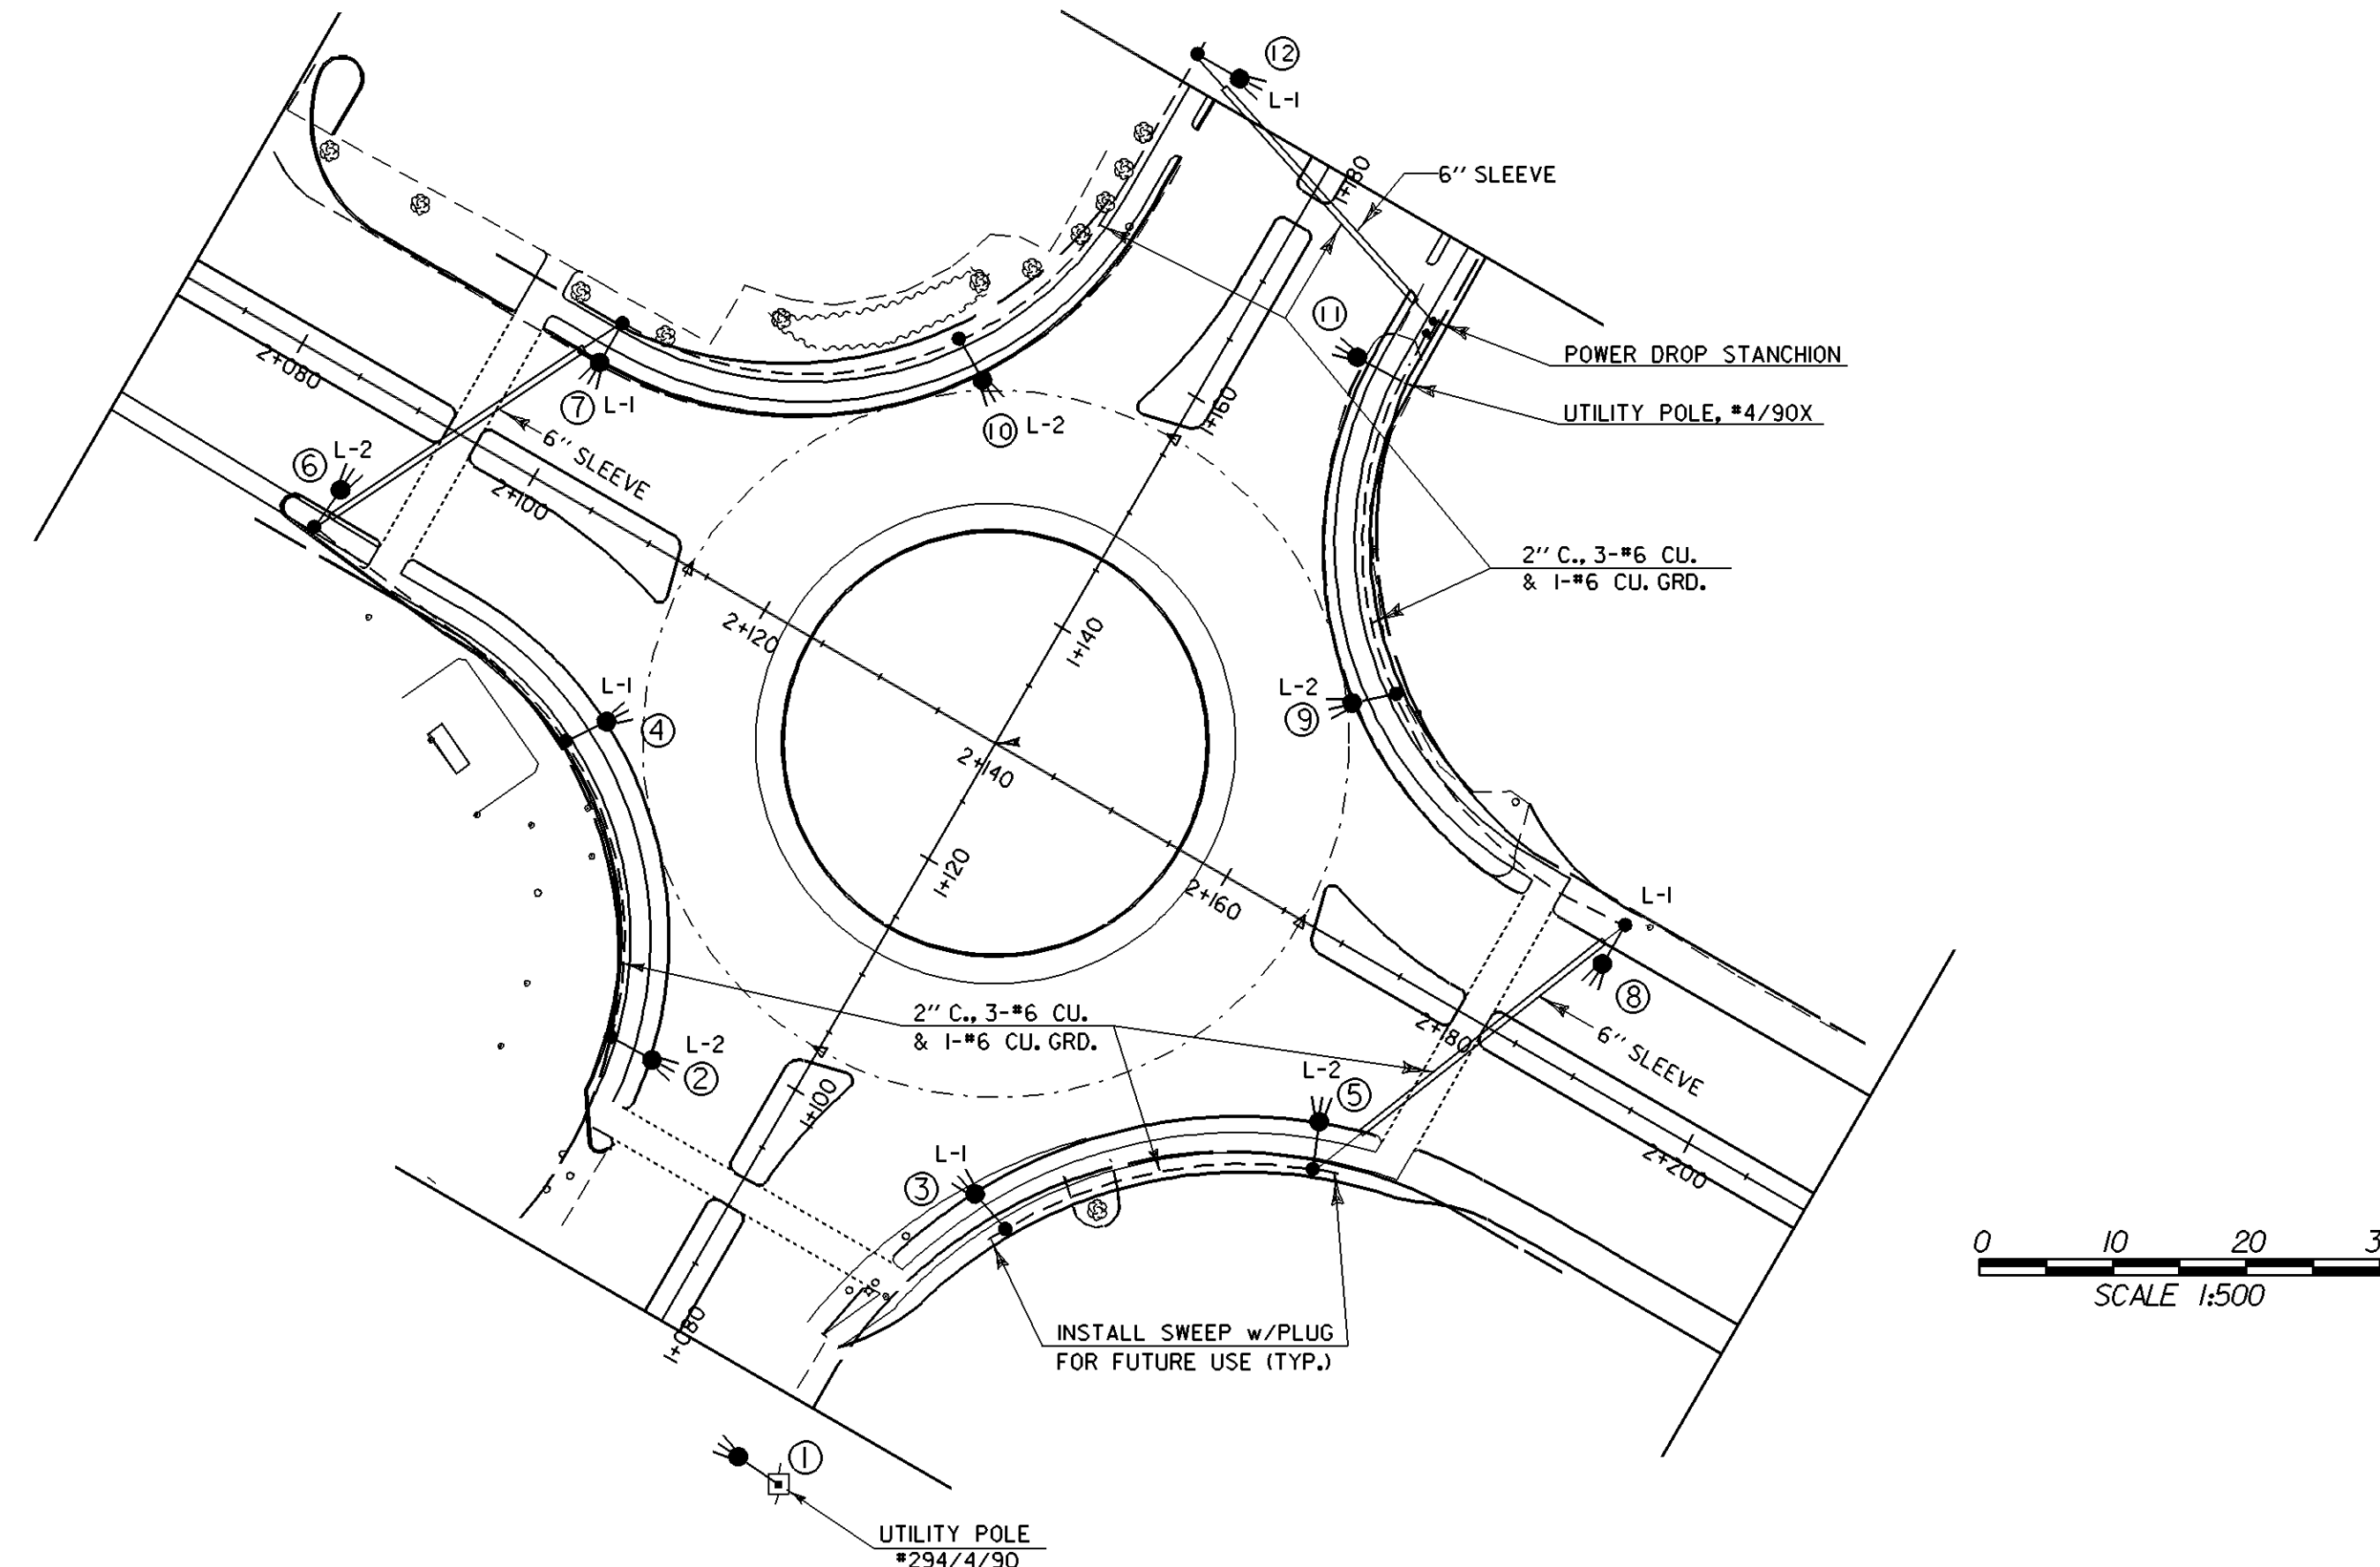 12
L-1
1+180
6" SLEEVE
11
POWER DROP STANCHION
UTILITY POLE, #4/90X
2+080
7
L-1
10
L-2
1+160
6
L-2
6" SLEEVE
2+100
2" C., 3-#6 CU.
& 1-#6 CU. GRD.
2+120
1+140
L-1
4
L-2
9
2+140
1+120
2+160
L-1
8
2" C., 3-#6 CU.
& 1-#6 CU. GRD.
2+180
6" SLEEVE
L-2
2
L-2
5
1+100
L-1
3
2+200
0 10 20 3
SCALE 1:500
1+080
INSTALL SWEEP w/PLUG
FOR FUTURE USE (TYP.)
1
UTILITY POLE
#294/4/90